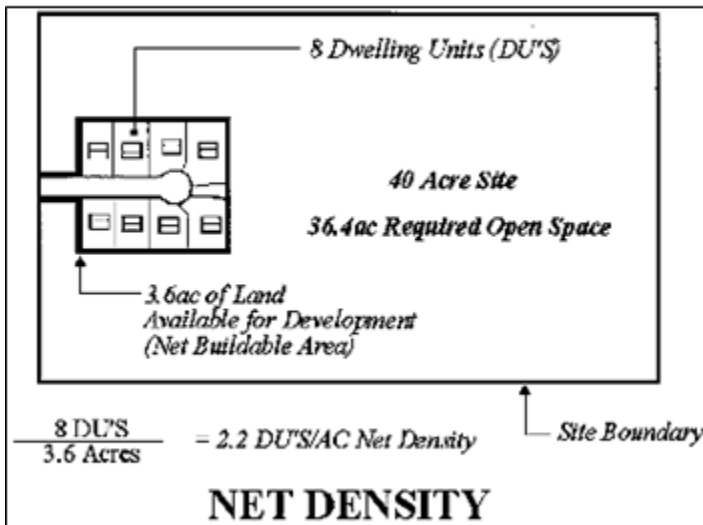 8 Dwelling Units (DU'S)
40 Acre Site
36.4ac Required Open Space
3.6ac of Land
Available for Development
(Net Buildable Area)
8 DU'S
3.6 Acres
= 2.2 DU'S/AC Net Density
Site Boundary
NET DENSITY